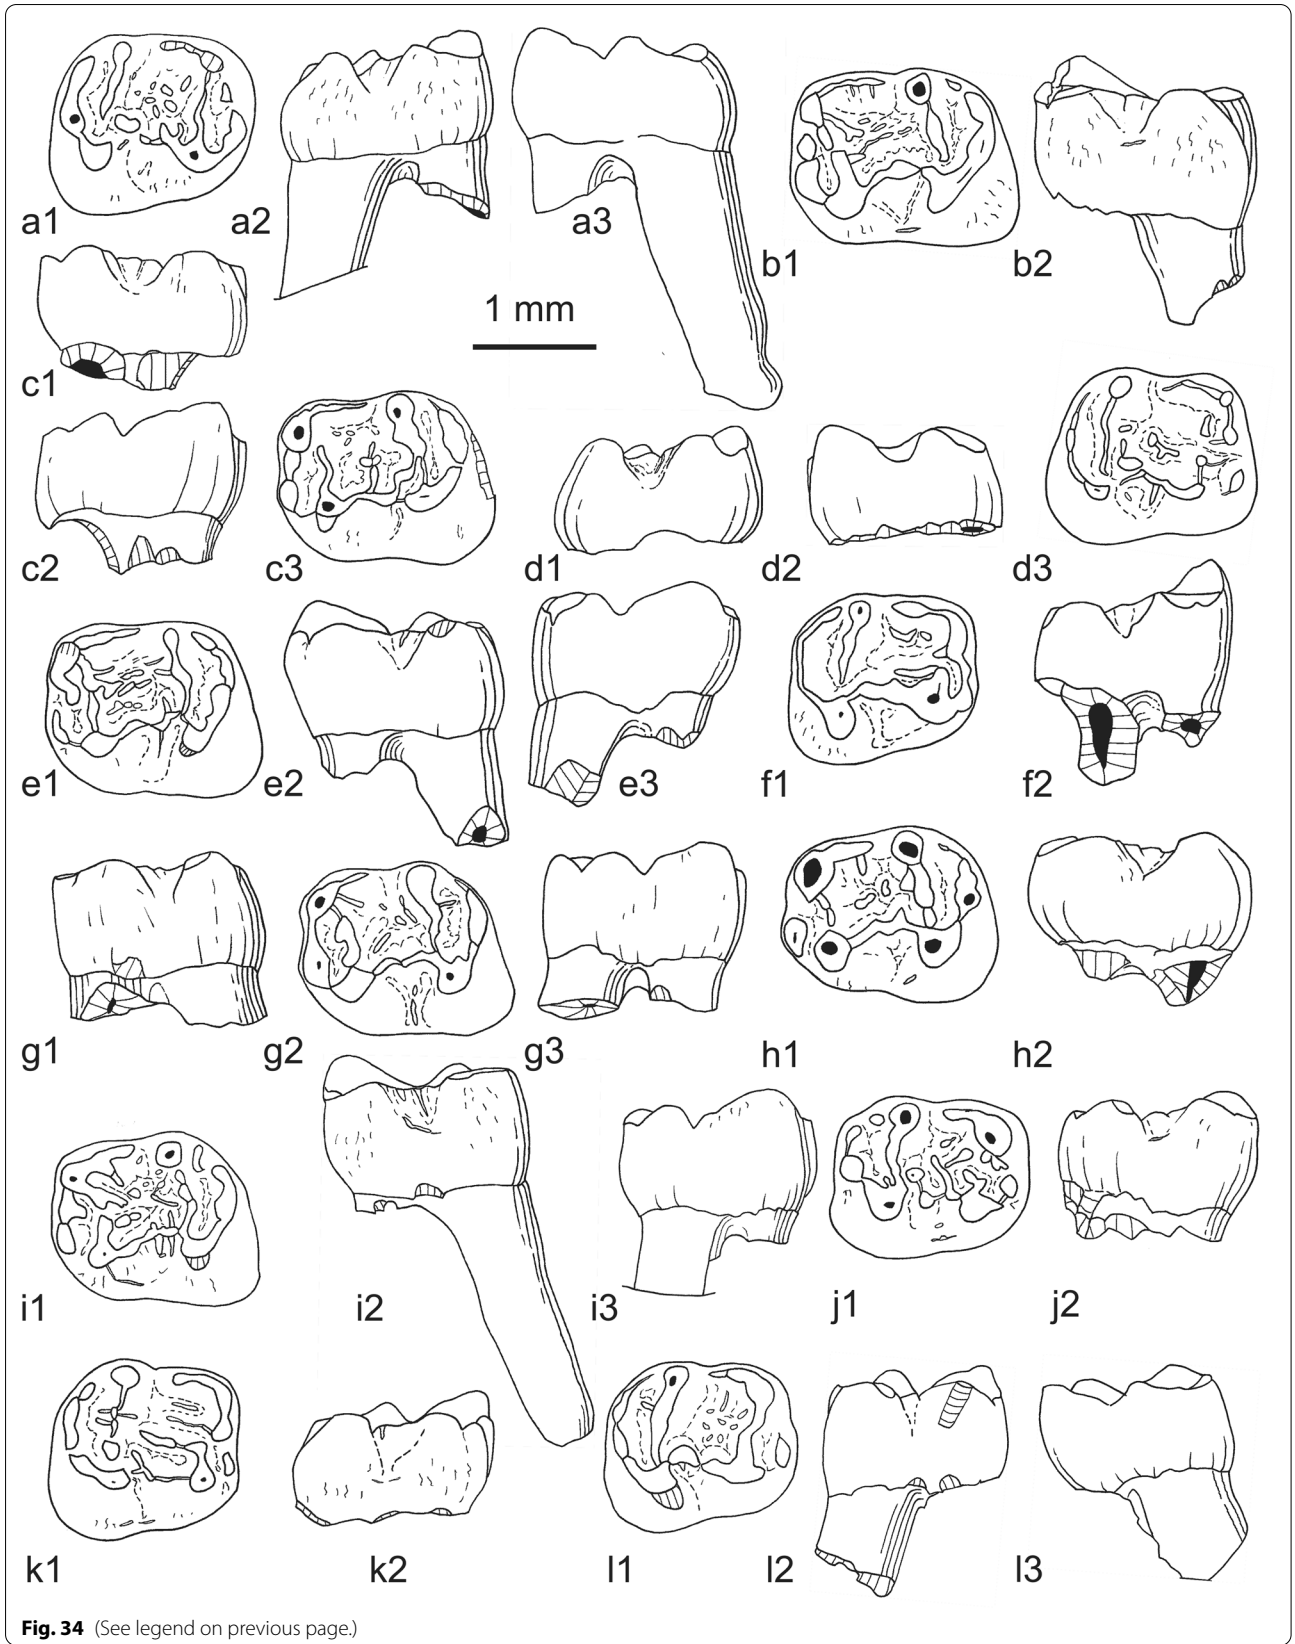 a1 a2 a3 b1 b2
1 mm
c1
c2 c3 d1 d2 d3
e1 e2 e3 f1 f2
g1 g2 g3 h1 h2
i1 i2 i3 j1 j2
k1 k2 l1 l2 l3
Fig. 34 (See legend on previous page.)